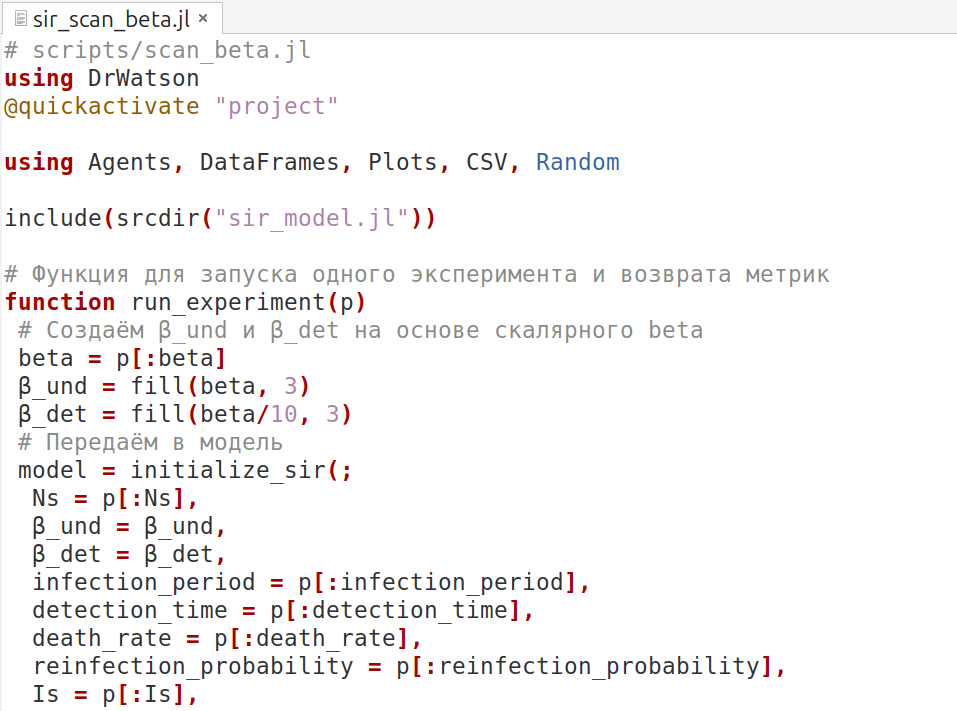 sir_scan_beta.jl ×
# scripts/scan_beta.jl
using DrWatson
@quickactivate "project"
using Agents, DataFrames, Plots, CSV, Random
include(srcdir("sir_model.jl"))
# Функция для запуска одного эксперимента и возврата метрик
function run_experiment(p)
# Создаём β_und и β_det на основе скалярного beta
beta = p[:beta]
β_und = fill(beta, 3)
β_det = fill(beta/10, 3)
# Передаём в модель
model = initialize_sir(;
Ns = p[:Ns],
β_und = β_und,
β_det = β_det,
infection_period = p[:infection_period],
detection_time = p[:detection_time],
death_rate = p[:death_rate],
reinfection_probability = p[:reinfection_probability],
Is = p[:Is],